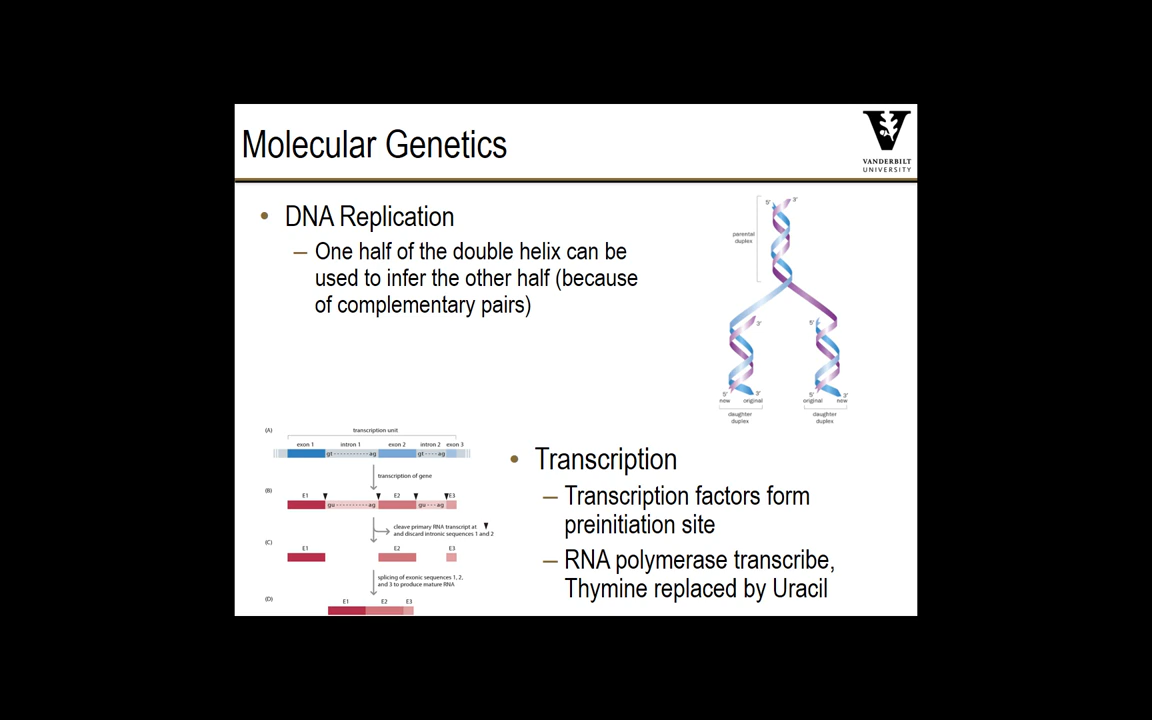 Molecular Genetics
VANDERBILT
UNIVERSITY
• DNA Replication
– One half of the double helix can be
used to infer the other half (because
of complementary pairs)
5' 3'
parental
duplex
3' 5'
5' 3' 5' 3'
new original original new
daughter daughter
duplex duplex
(A) transcription unit
exon 1 intron 1 exon 2 intron 2 exon 3
gt-----------ag gt----ag
transcription of gene
(B) E1 E2 E3
gu-----------ag gu---ag
cleave primary RNA transcript at ▼
and discard intronic sequences 1 and 2
(C) E1 E2 E3
splicing of exonic sequences 1, 2,
and 3 to produce mature RNA
(D) E1 E2 E3
• Transcription
– Transcription factors form
preinitiation site
– RNA polymerase transcribe,
Thymine replaced by Uracil